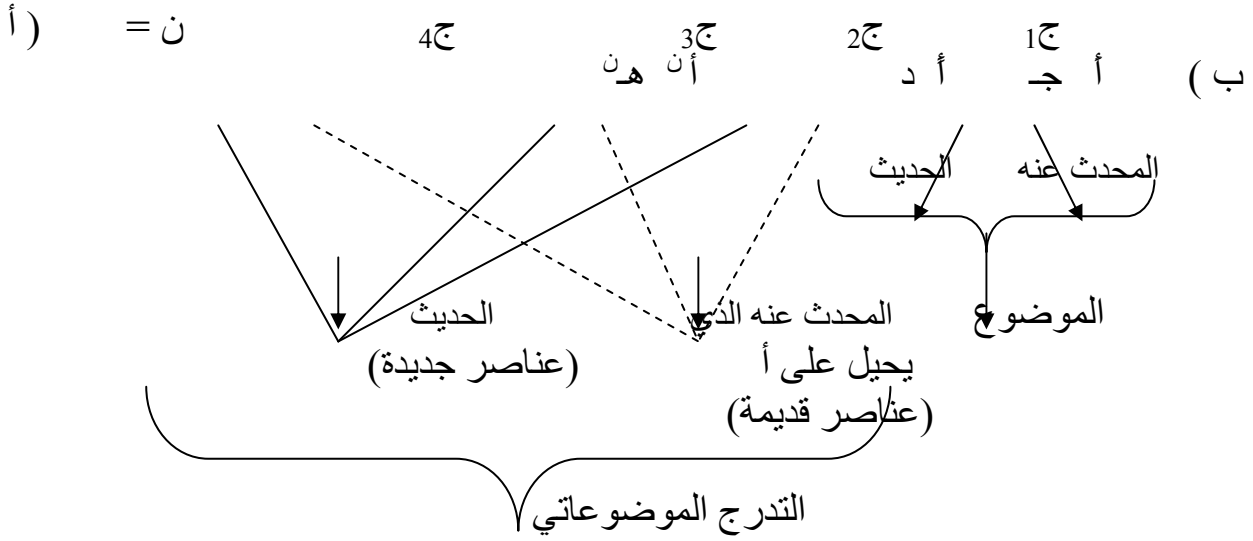 أ ) ن = ج1 ج2 ج3 ج4
ب ) أ جـ أ د أن هـن
المحدث عنه الحديث
الموضوع المحدث عنه الذي الحديث
يحيل على أ (عناصر جديدة)
(عناصر قديمة)
التدرج الموضوعاتي